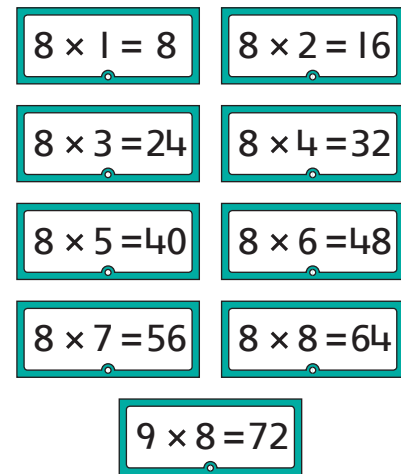 8 × 1 = 8
8 × 2 = 16
8 × 3 = 24
8 × 4 = 32
8 × 5 = 40
8 × 6 = 48
8 × 7 = 56
8 × 8 = 64
9 × 8 = 72